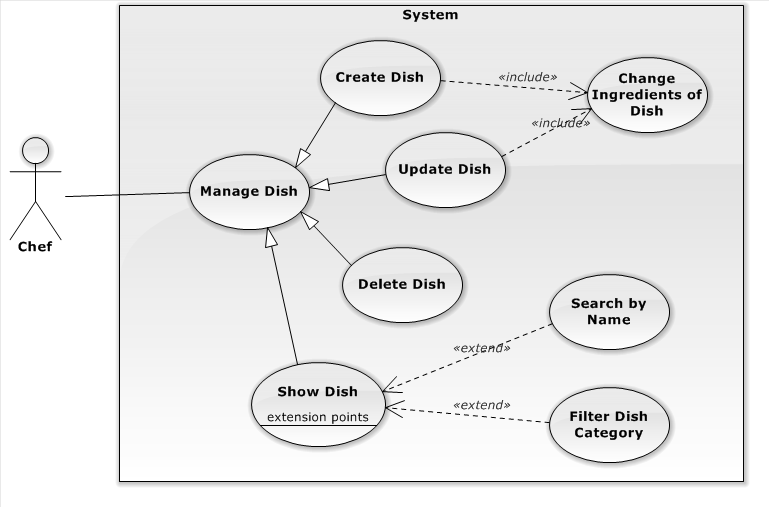 System
Create Dish
«include»
Change
Ingredients of
Dish
«include»
Update Dish
Manage Dish
Chef
Delete Dish
Search by
Name
«extend»
Show Dish
extension points
«extend»
Filter Dish
Category